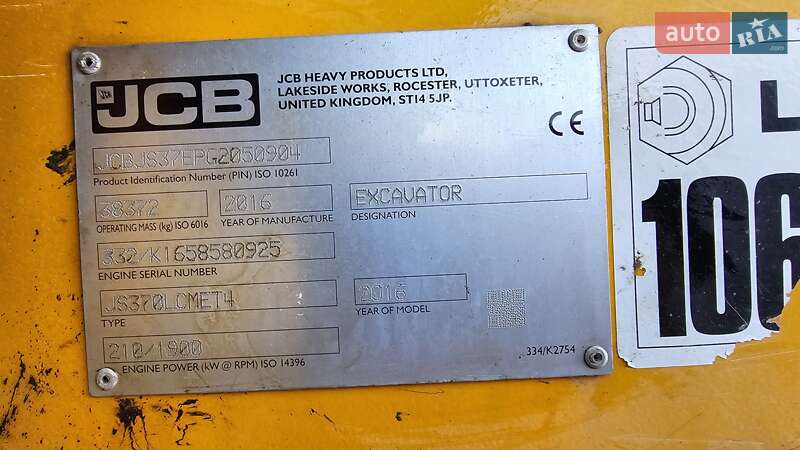 auto RIA.com
JCB
JCB HEAVY PRODUCTS LTD,
LAKESIDE WORKS, ROCESTER, UTTOXETER,
UNITED KINGDOM, ST14 5JP.
CE
JCBJS37EPG2050904
Product Identification Number (PIN) ISO 10261
38372
OPERATING MASS (kg) ISO 6016
2016
YEAR OF MANUFACTURE
EXCAVATOR
DESIGNATION
332/K1658580925
ENGINE SERIAL NUMBER
JS370LCMET4
TYPE
2016
YEAR OF MODEL
210/1900
ENGINE POWER (kW @ RPM) ISO 14396
334/K2754
L
106